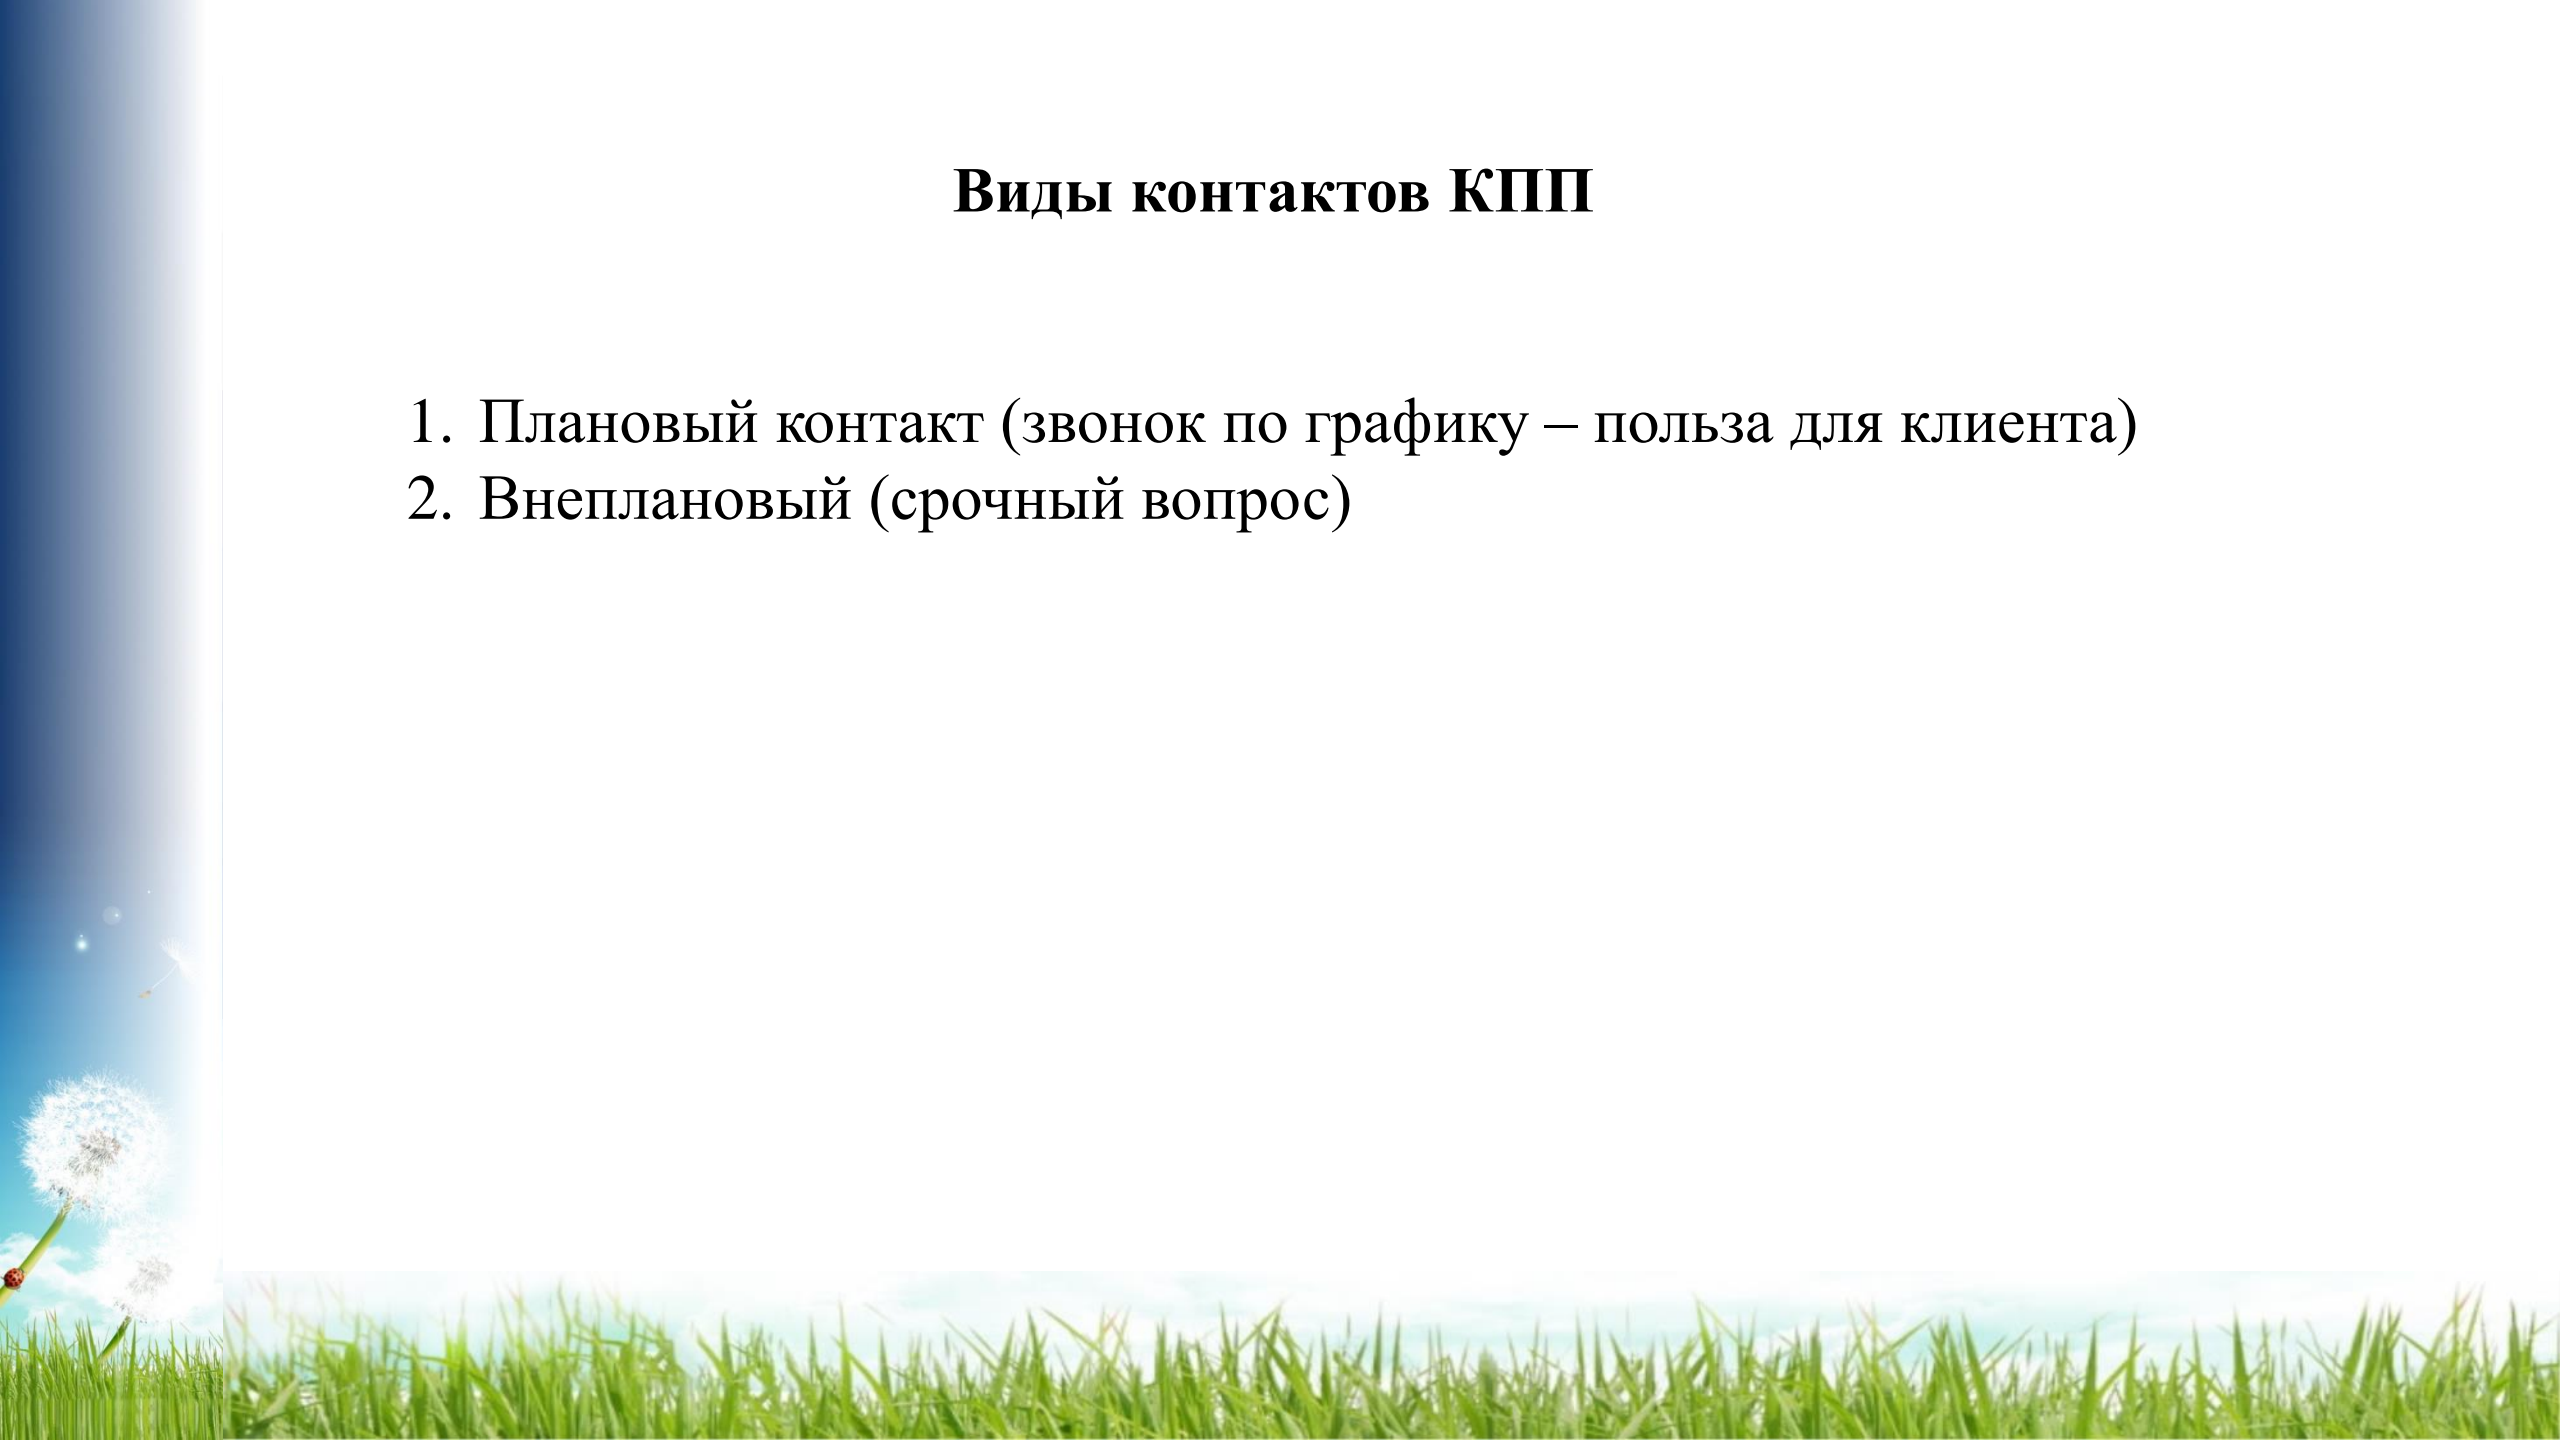 Виды контактов КПП
1. Плановый контакт (звонок по графику – польза для клиента)
2. Внеплановый (срочный вопрос)